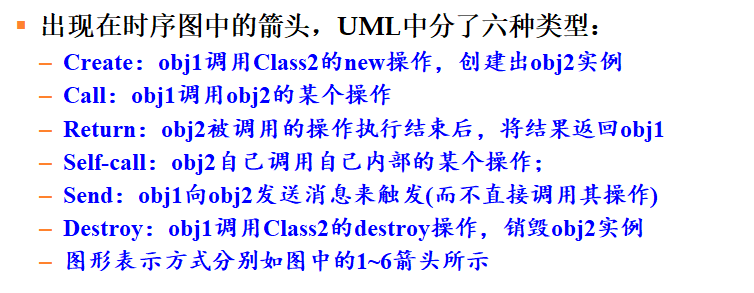 ▪ 出现在时序图中的箭头，UML中分了六种类型：
– Create：obj1调用Class2的new操作，创建出obj2实例
– Call：obj1调用obj2的某个操作
– Return：obj2被调用的操作执行结束后，将结果返回obj1
– Self-call：obj2自己调用自己内部的某个操作；
– Send：obj1向obj2发送消息来触发(而不直接调用其操作)
– Destroy：obj1调用Class2的destroy操作，销毁obj2实例
– 图形表示方式分别如图中的1~6箭头所示